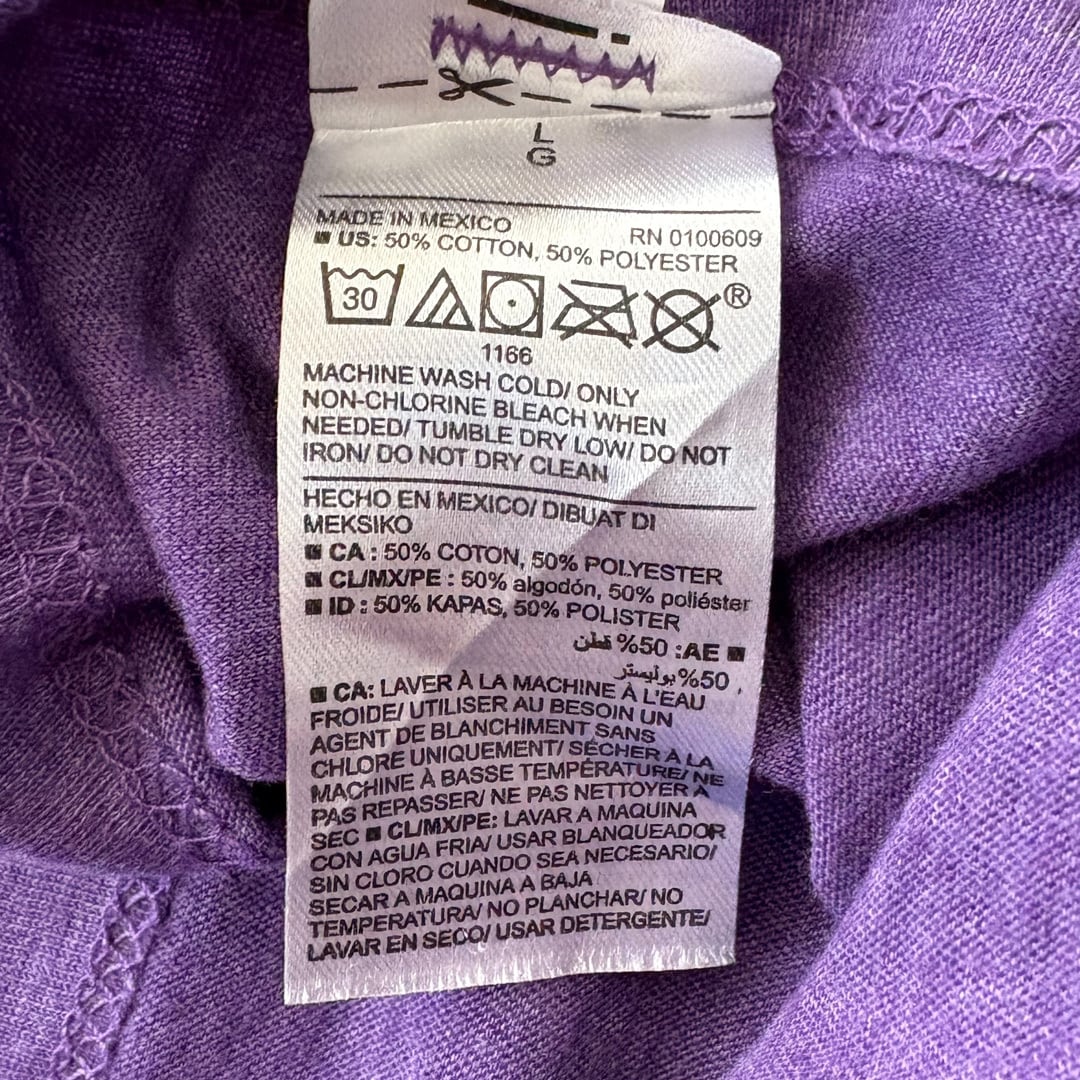 L
G
MADE IN MEXICO
RN 0100609
■ US: 50% COTTON, 50% POLYESTER
30
®
1166
MACHINE WASH COLD/ ONLY
NON-CHLORINE BLEACH WHEN
NEEDED/ TUMBLE DRY LOW/ DO NOT
IRON/ DO NOT DRY CLEAN
HECHO EN MEXICO/ DIBUAT DI
MEKSIKO
■ CA : 50% COTON, 50% POLYESTER
■ CL/MX/PE : 50% algodón, 50% poliéster
■ ID : 50% KAPAS, 50% POLISTER
■ AE: 50% قطن
, 50% بوليستر
■ CA: LAVER À LA MACHINE À L'EAU
FROIDE/ UTILISER AU BESOIN UN
AGENT DE BLANCHIMENT SANS
CHLORE UNIQUEMENT/ SÉCHER À LA
MACHINE À BASSE TEMPÉRATURE/ NE
PAS REPASSER/ NE PAS NETTOYER À
SEC ■ CL/MX/PE: LAVAR A MAQUINA
CON AGUA FRIA/ USAR BLANQUEADOR
SIN CLORO CUANDO SEA NECESARIO/
SECAR A MAQUINA A BAJA
TEMPERATURA/ NO PLANCHAR/ NO
LAVAR EN SECO/ USAR DETERGENTE/